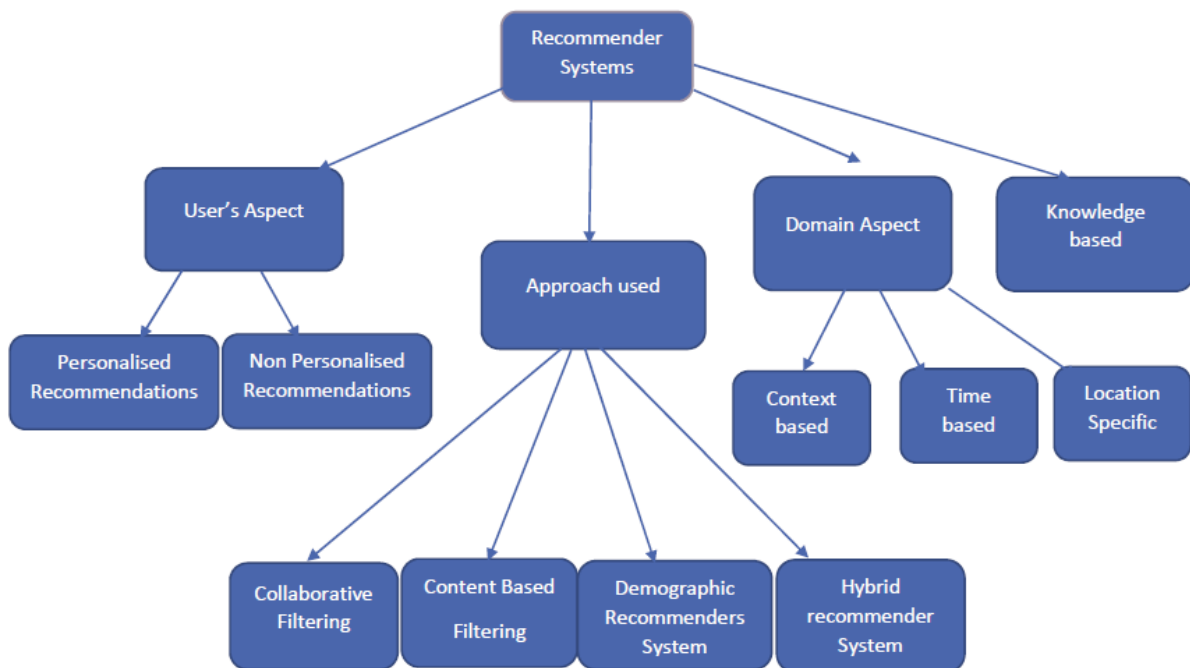 Recommender
Systems
User's Aspect
Approach used
Domain Aspect
Knowledge
based
Personalised
Recommendations
Non Personalised
Recommendations
Context
based
Time
based
Location
Specific
Collaborative
Filtering
Content Based
Filtering
Demographic
Recommenders
System
Hybrid
recommender
System